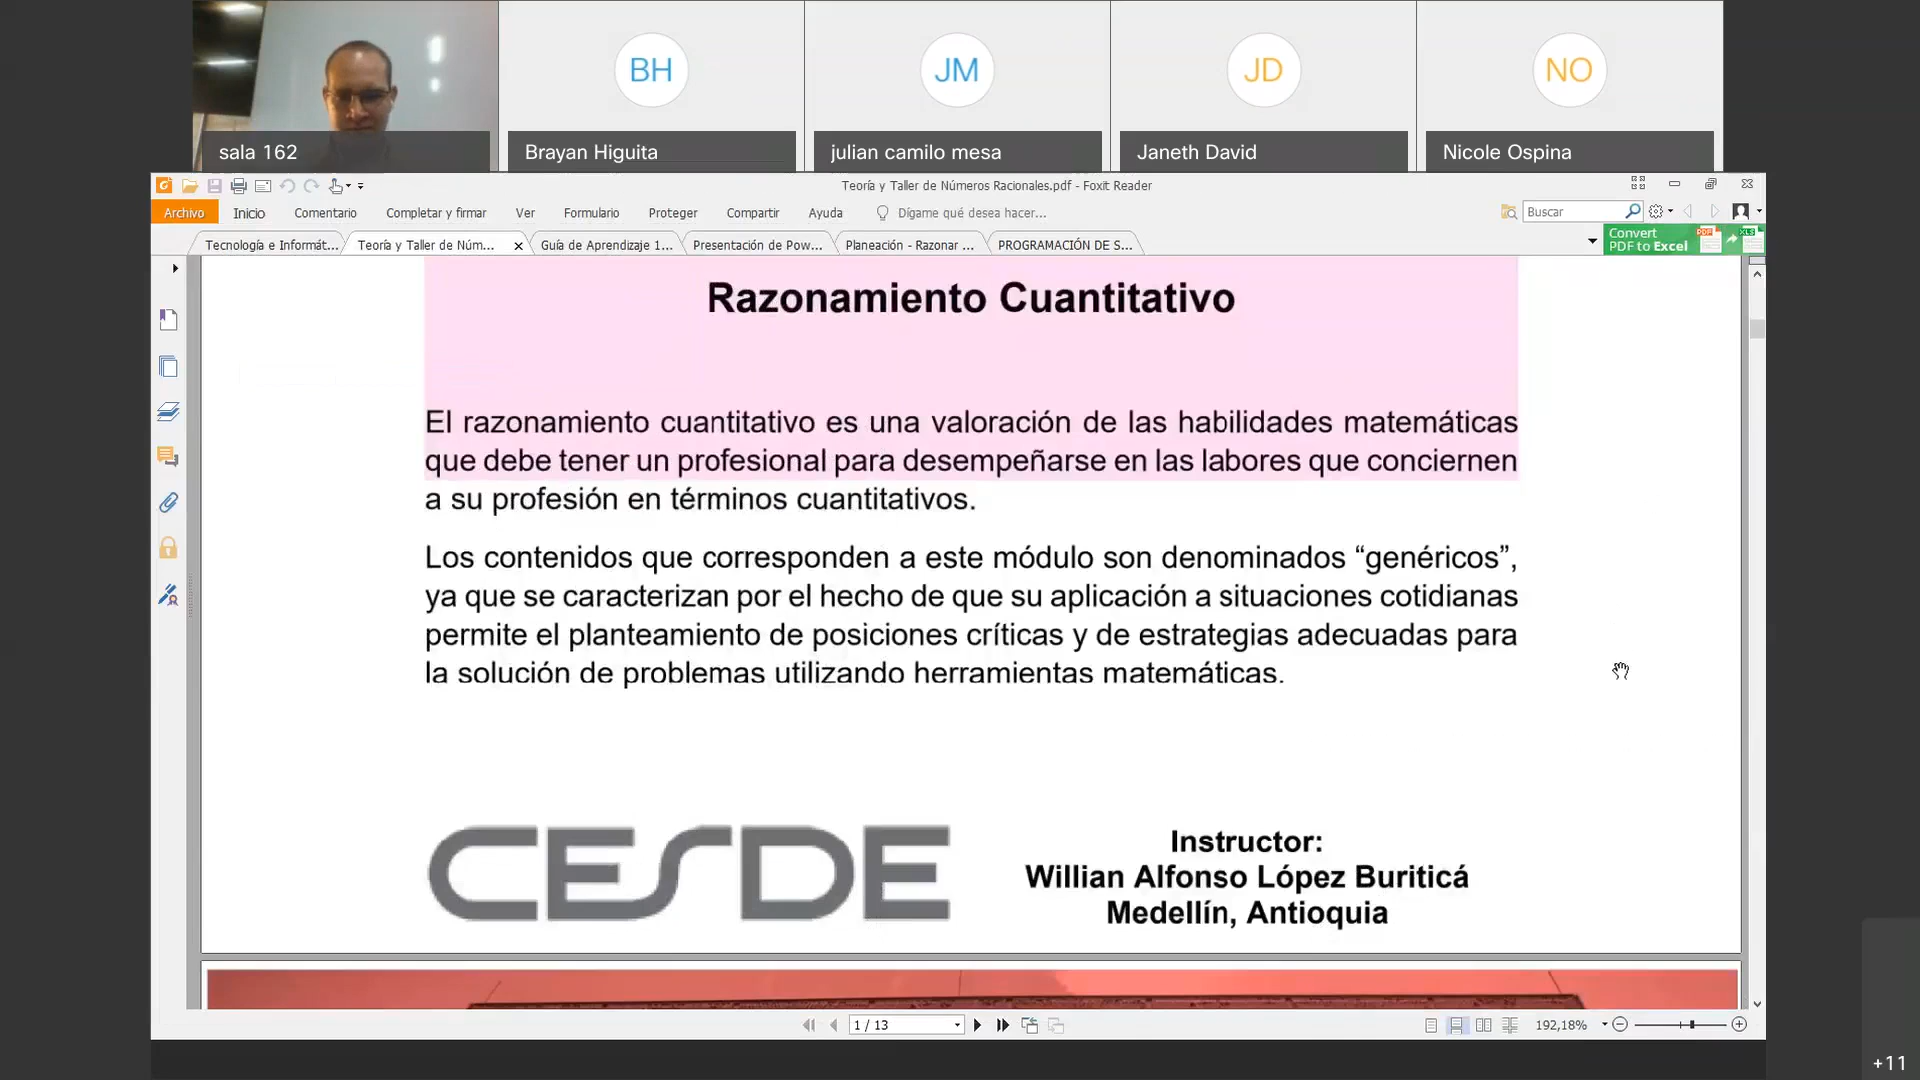 BH
JM
JD
NO
sala 162
Brayan Higuita
julian camilo mesa
Janeth David
Nicole Ospina
Teoría y Taller de Números Racionales.pdf - Foxit Reader
Archivo Inicio Comentario Completar y firmar Ver Formulario Proteger Compartir Ayuda Dígame qué desea hacer... Buscar
Tecnología e Informát... Teoría y Taller de Núm... Guía de Aprendizaje 1... Presentación de Pow... Planeación - Razonar ... PROGRAMACIÓN DE S...
Convert
PDF to Excel
Razonamiento Cuantitativo
El razonamiento cuantitativo es una valoración de las habilidades matemáticas
que debe tener un profesional para desempeñarse en las labores que conciernen
a su profesión en términos cuantitativos.
Los contenidos que corresponden a este módulo son denominados “genéricos”,
ya que se caracterizan por el hecho de que su aplicación a situaciones cotidianas
permite el planteamiento de posiciones críticas y de estrategias adecuadas para
la solución de problemas utilizando herramientas matemáticas.
CESDE
Instructor:
Willian Alfonso López Buriticá
Medellín, Antioquia
1 / 13
192,18%
+11